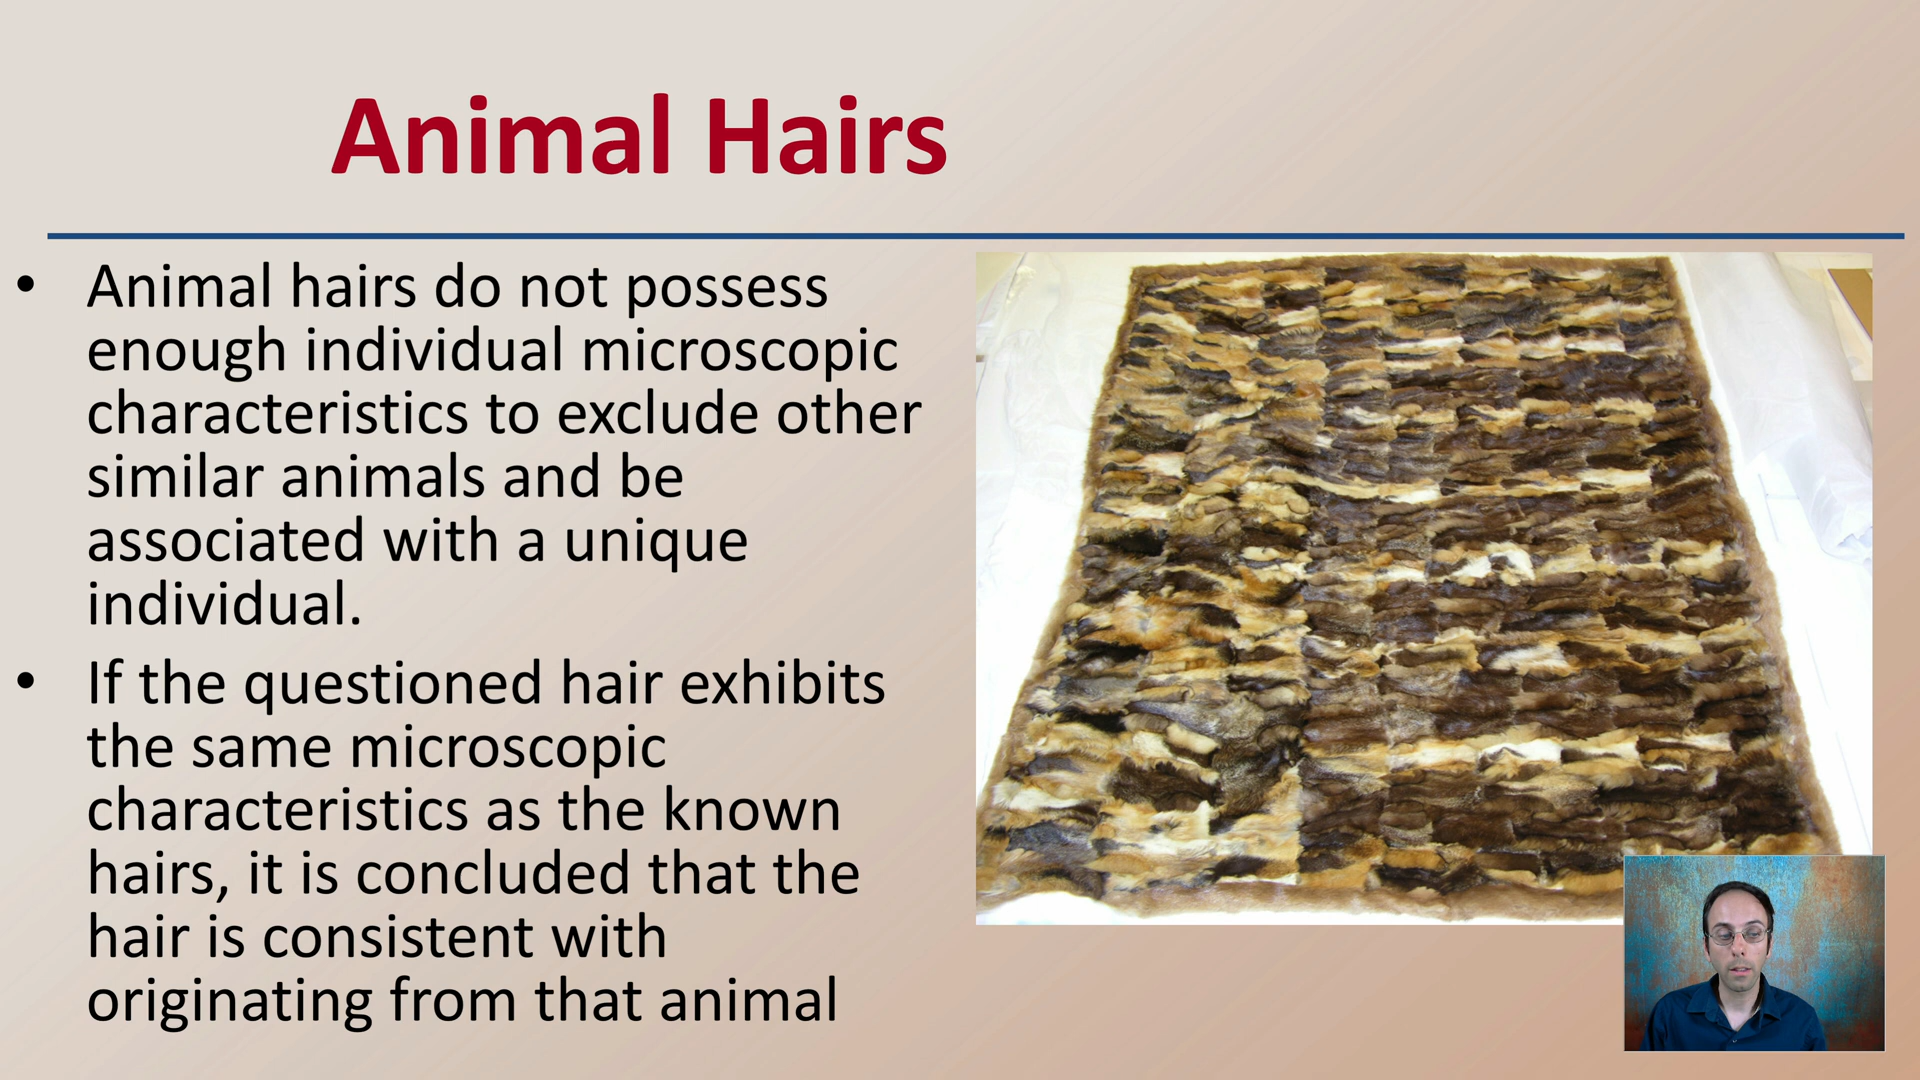 Animal Hairs
• Animal hairs do not possess
enough individual microscopic
characteristics to exclude other
similar animals and be
associated with a unique
individual.
• If the questioned hair exhibits
the same microscopic
characteristics as the known
hairs, it is concluded that the
hair is consistent with
originating from that animal